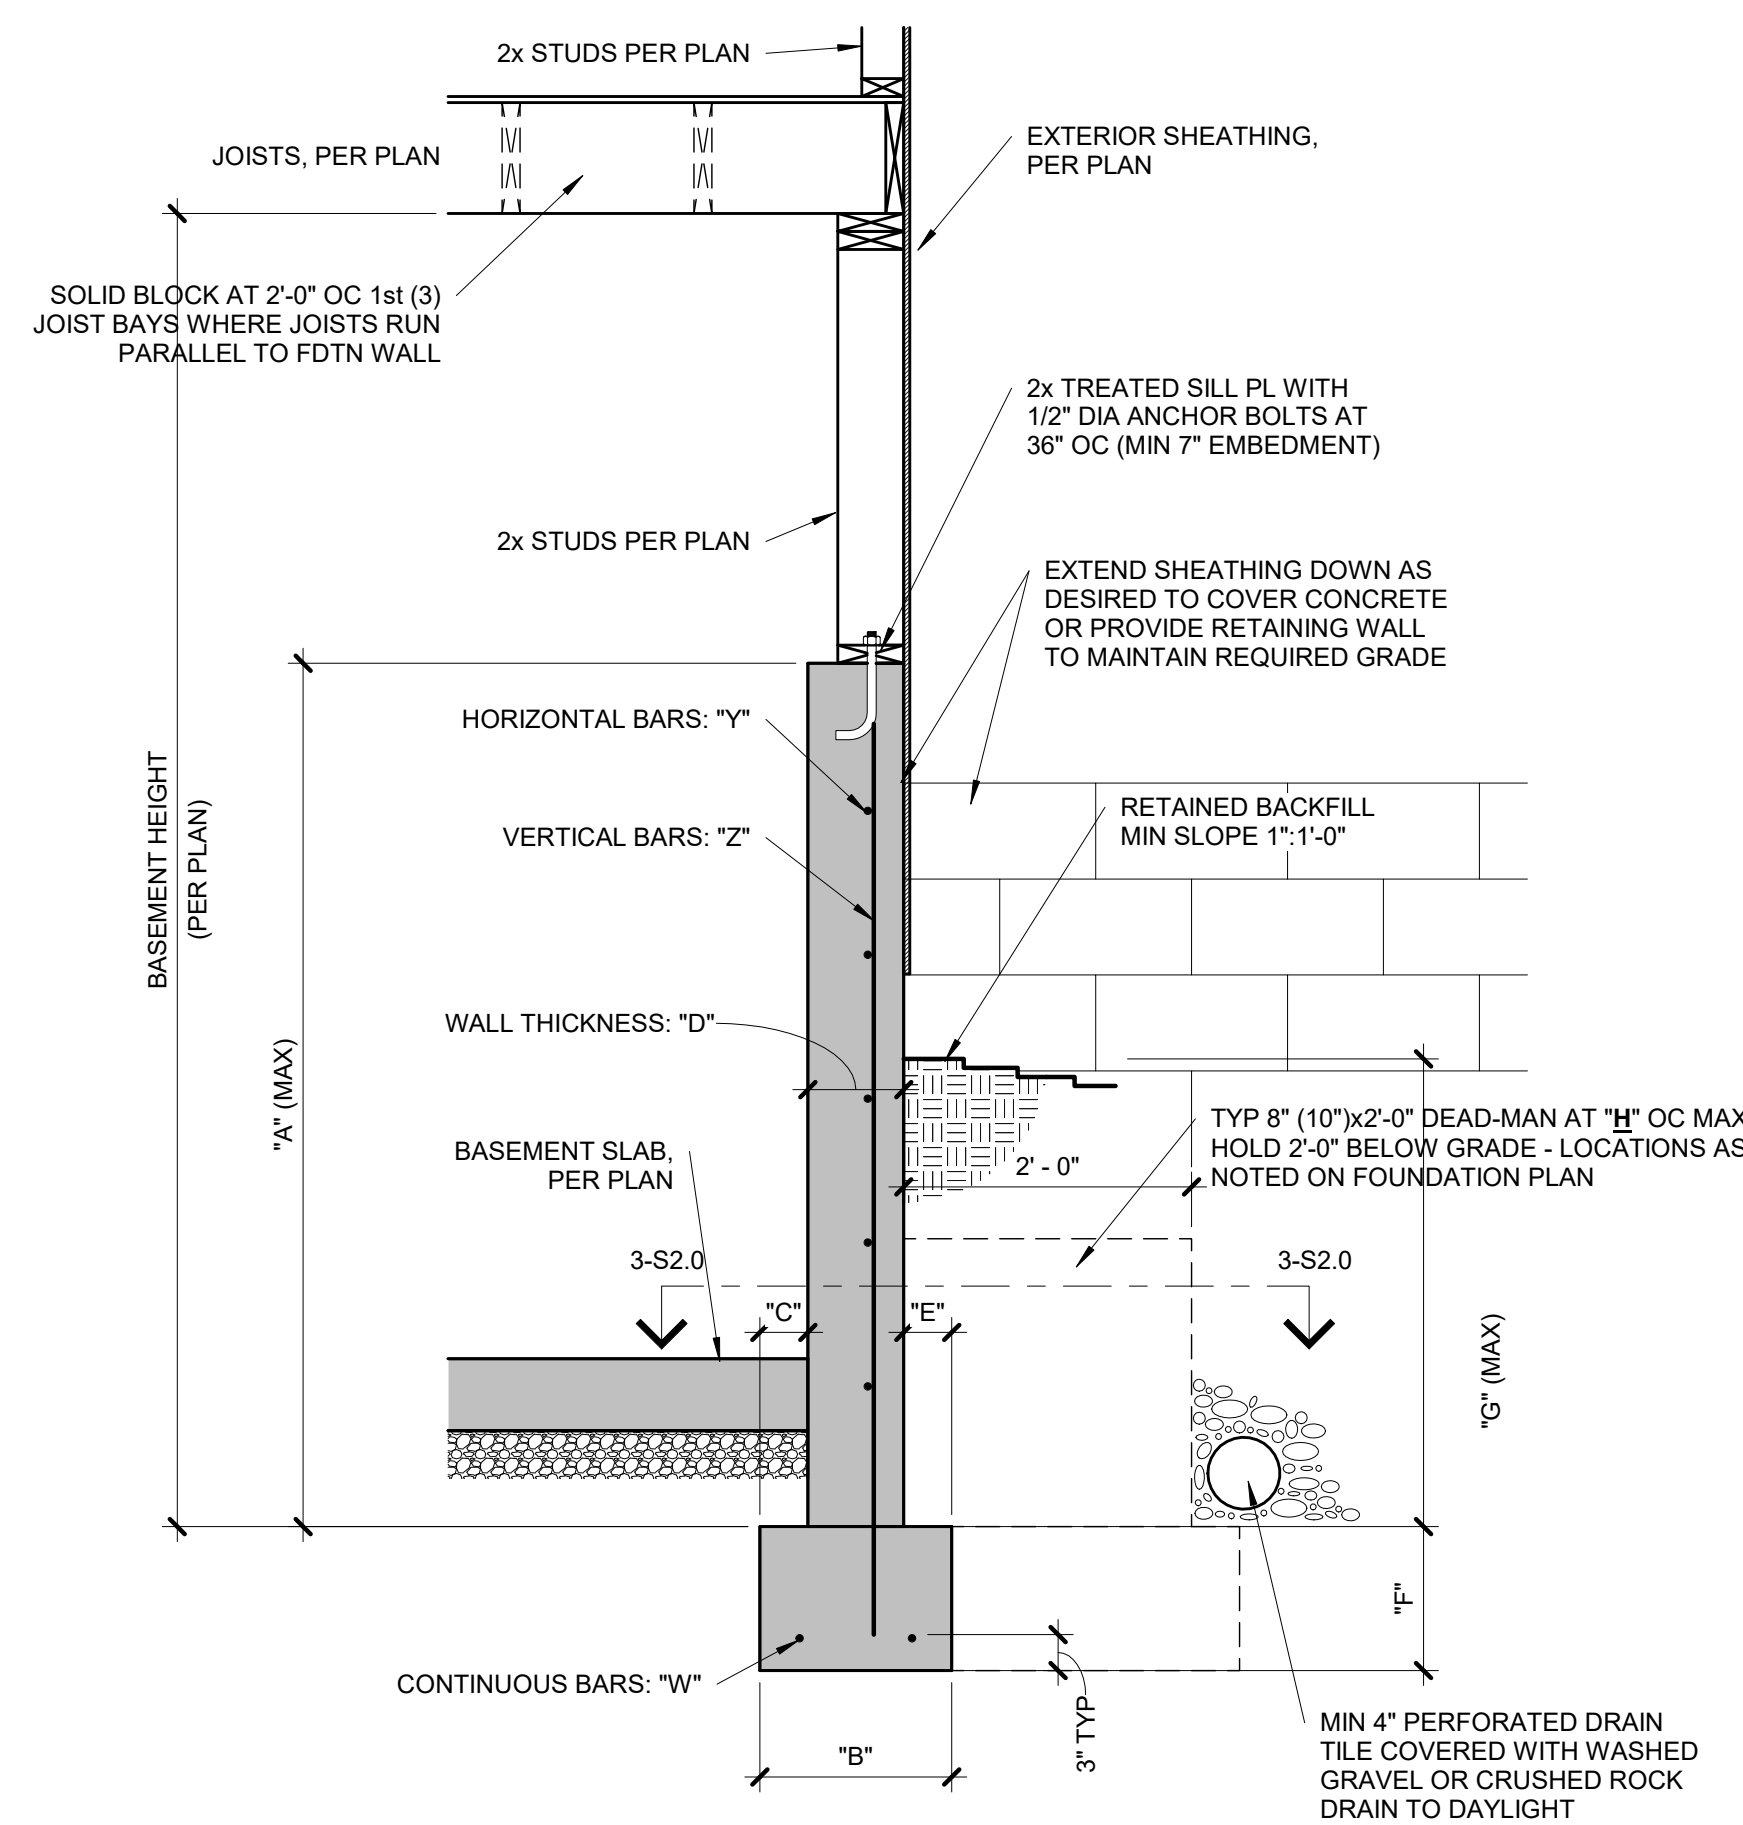 2x STUDS PER PLAN
JOISTS, PER PLAN
EXTERIOR SHEATHING,
PER PLAN
SOLID BLOCK AT 2'-0" OC 1st (3)
JOIST BAYS WHERE JOISTS RUN
PARALLEL TO FDTN WALL
2x TREATED SILL PL WITH
1/2" DIA ANCHOR BOLTS AT
36" OC (MIN 7" EMBEDMENT)
2x STUDS PER PLAN
EXTEND SHEATHING DOWN AS
DESIRED TO COVER CONCRETE
OR PROVIDE RETAINING WALL
TO MAINTAIN REQUIRED GRADE
HORIZONTAL BARS: "Y"
BASEMENT HEIGHT
(PER PLAN)
VERTICAL BARS: "Z"
RETAINED BACKFILL
MIN SLOPE 1":1'-0"
WALL THICKNESS: "D"
"A" (MAX)
TYP 8" (10")x2'-0" DEAD-MAN AT "H" OC MAX
HOLD 2'-0" BELOW GRADE - LOCATIONS AS
NOTED ON FOUNDATION PLAN
BASEMENT SLAB,
PER PLAN
2' - 0"
3-S2.0
3-S2.0
"C"
"E"
"G" (MAX)
"F"
CONTINUOUS BARS: "W"
3" TYP
"B"
MIN 4" PERFORATED DRAIN
TILE COVERED WITH WASHED
GRAVEL OR CRUSHED ROCK
DRAIN TO DAYLIGHT